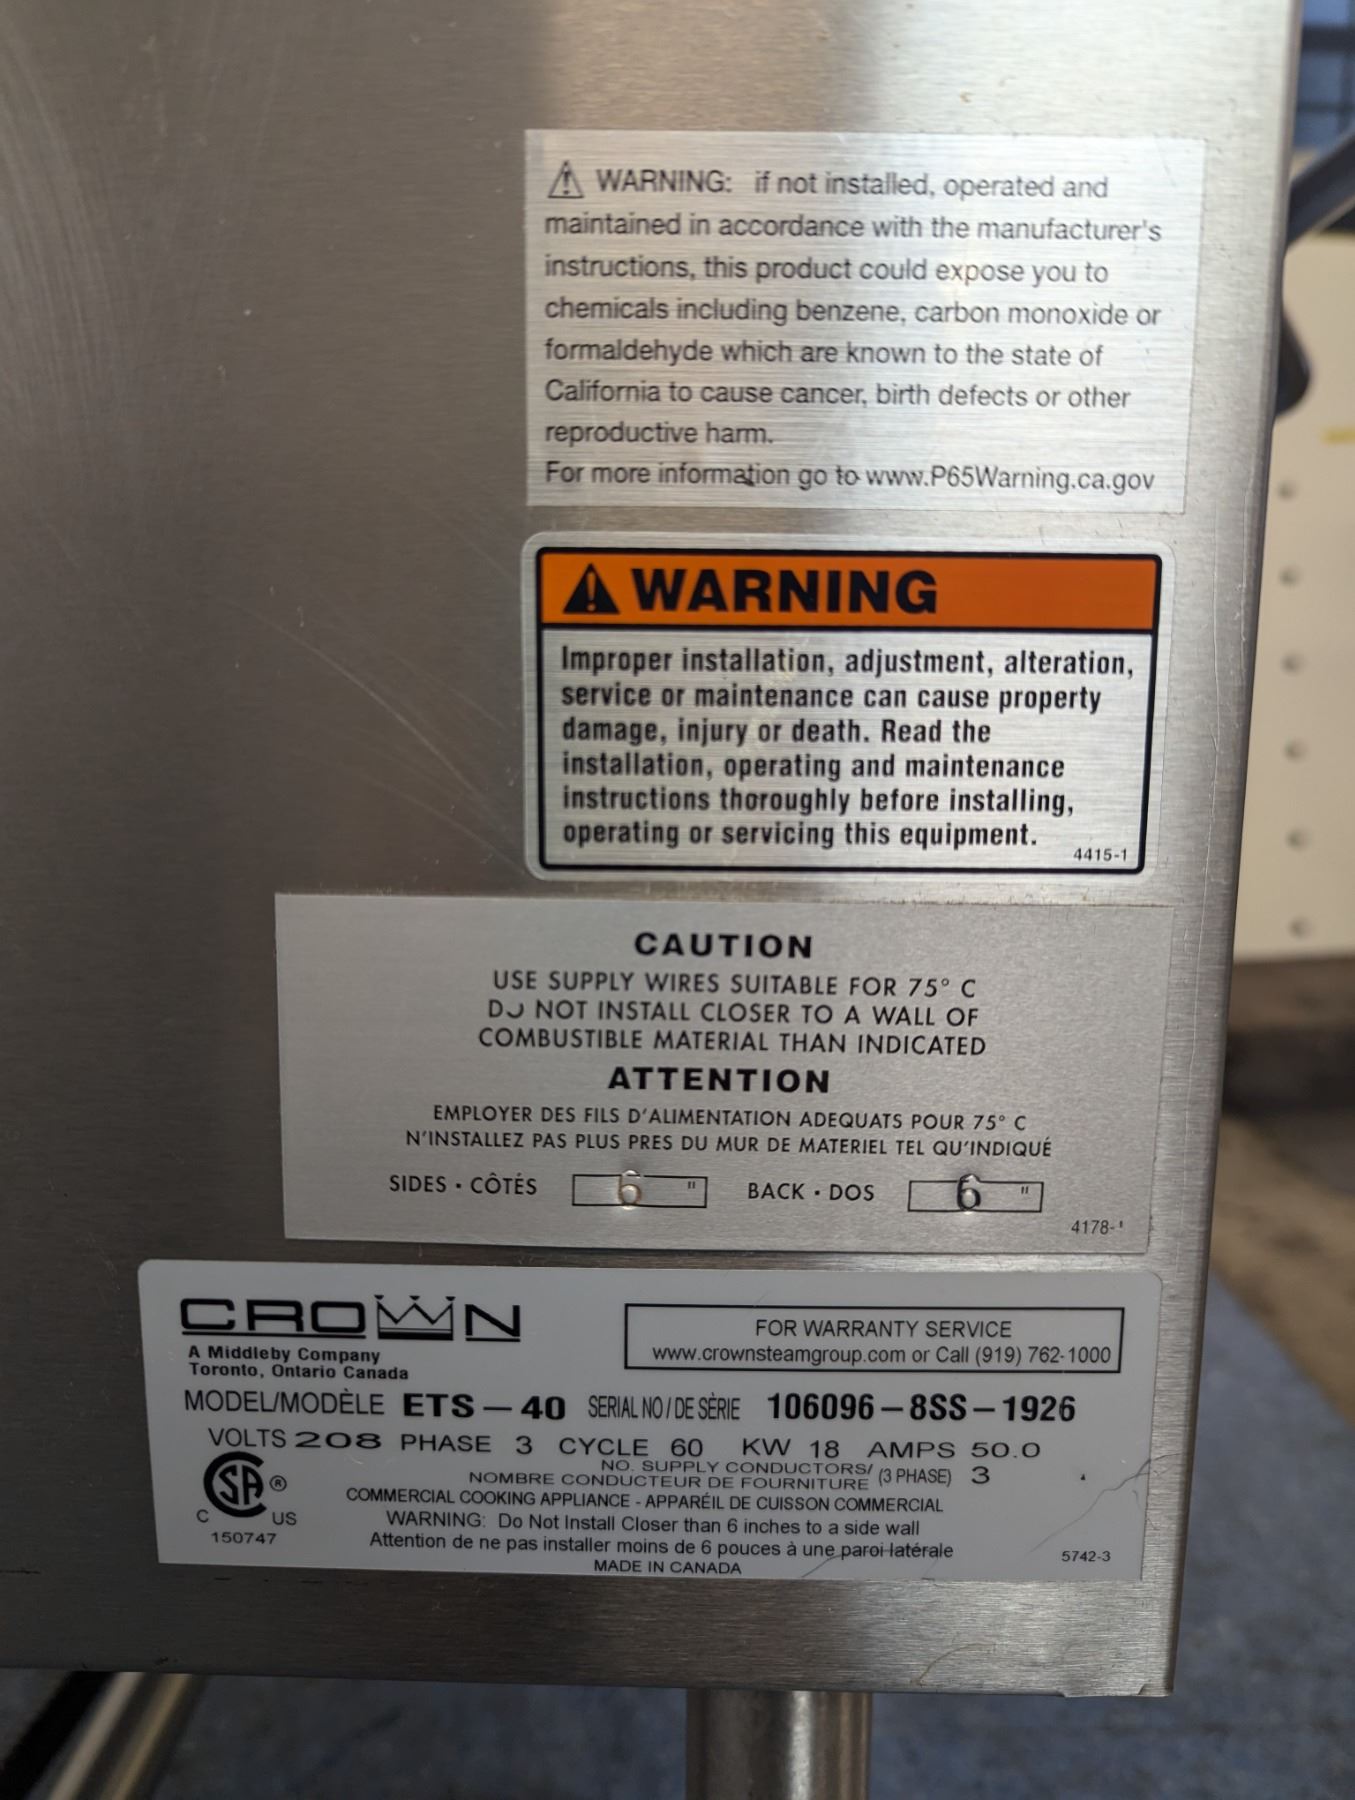 ⚠ WARNING: if not installed, operated and
maintained in accordance with the manufacturer's
instructions, this product could expose you to
chemicals including benzene, carbon monoxide or
formaldehyde which are known to the state of
California to cause cancer, birth defects or other
reproductive harm.
For more information go to www.P65Warning.ca.gov
⚠ WARNING
Improper installation, adjustment, alteration,
service or maintenance can cause property
damage, injury or death. Read the
installation, operating and maintenance
instructions thoroughly before installing,
operating or servicing this equipment.
4415-1
CAUTION
USE SUPPLY WIRES SUITABLE FOR 75° C
DO NOT INSTALL CLOSER TO A WALL OF
COMBUSTIBLE MATERIAL THAN INDICATED
ATTENTION
EMPLOYER DES FILS D'ALIMENTATION ADEQUATS POUR 75° C
N'INSTALLEZ PAS PLUS PRES DU MUR DE MATERIEL TEL QU'INDIQUÉ
SIDES · CÔTÉS 6 " BACK · DOS 6 "
4178-1
CROWN
A Middleby Company
Toronto, Ontario Canada
FOR WARRANTY SERVICE
www.crownsteamgroup.com or Call (919) 762-1000
MODEL/MODÈLE ETS — 40 SERIAL NO / DE SÈRIE 106096 — 8SS — 1926
VOLTS 208 PHASE 3 CYCLE 60 KW 18 AMPS 50.0
NO. SUPPLY CONDUCTORS/
NOMBRE CONDUCTEUR DE FOURNITURE (3 PHASE) 3
SA ®
C US
150747
COMMERCIAL COOKING APPLIANCE - APPARÉIL DE CUISSON COMMERCIAL
WARNING: Do Not Install Closer than 6 inches to a side wall
Attention de ne pas installer moins de 6 pouces à une paroi latérale
MADE IN CANADA
5742-3